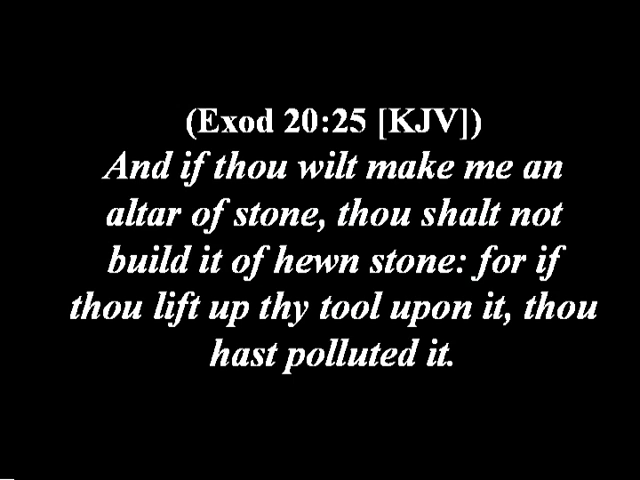 (Exod 20:25 [KJV])
And if thou wilt make me an
altar of stone, thou shalt not
build it of hewn stone: for if
thou lift up thy tool upon it, thou
hast polluted it.